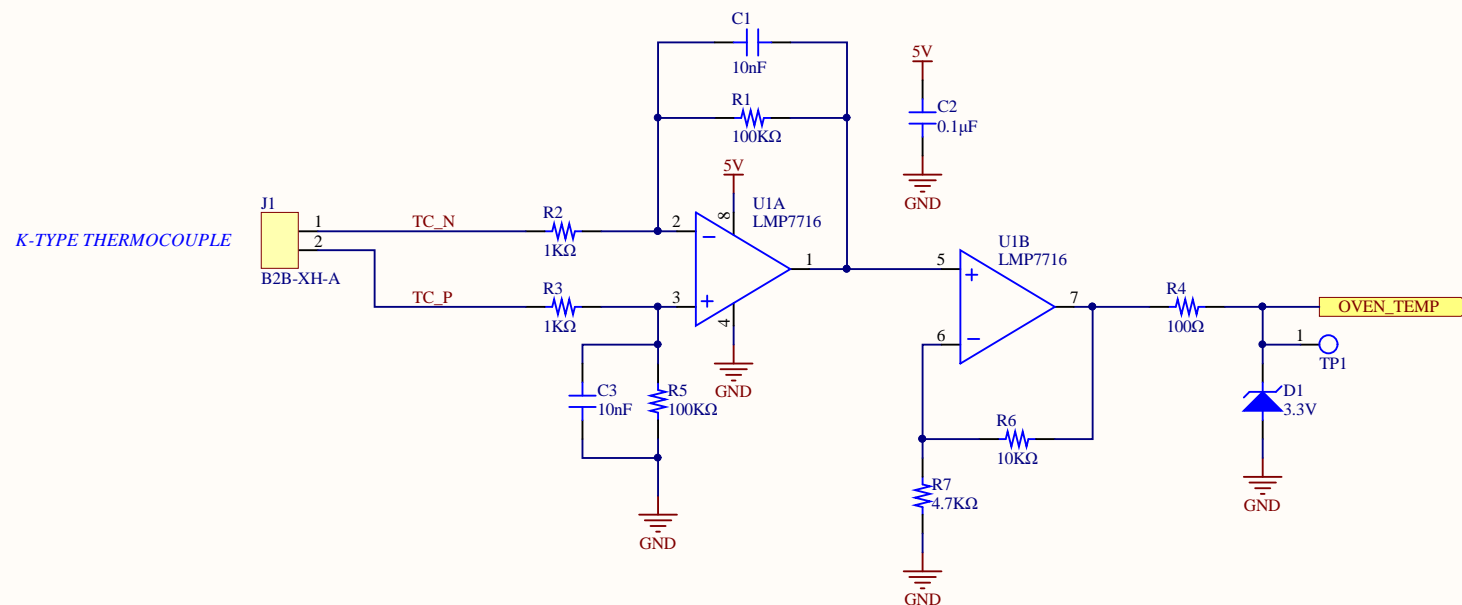 C1
10nF
R1
100KΩ
5V
C2
0.1µF
GND
5V
U1A
LMP7716
8
J1
1
2
B2B-XH-A
K-TYPE THERMOCOUPLE
TC_N
R2
1KΩ
2
1
TC_P
R3
1KΩ
3
4
GND
C3
10nF
R5
100KΩ
GND
U1B
LMP7716
5
6
7
R4
100Ω
OVEN_TEMP
1
TP1
D1
3.3V
GND
R6
10KΩ
R7
4.7KΩ
GND